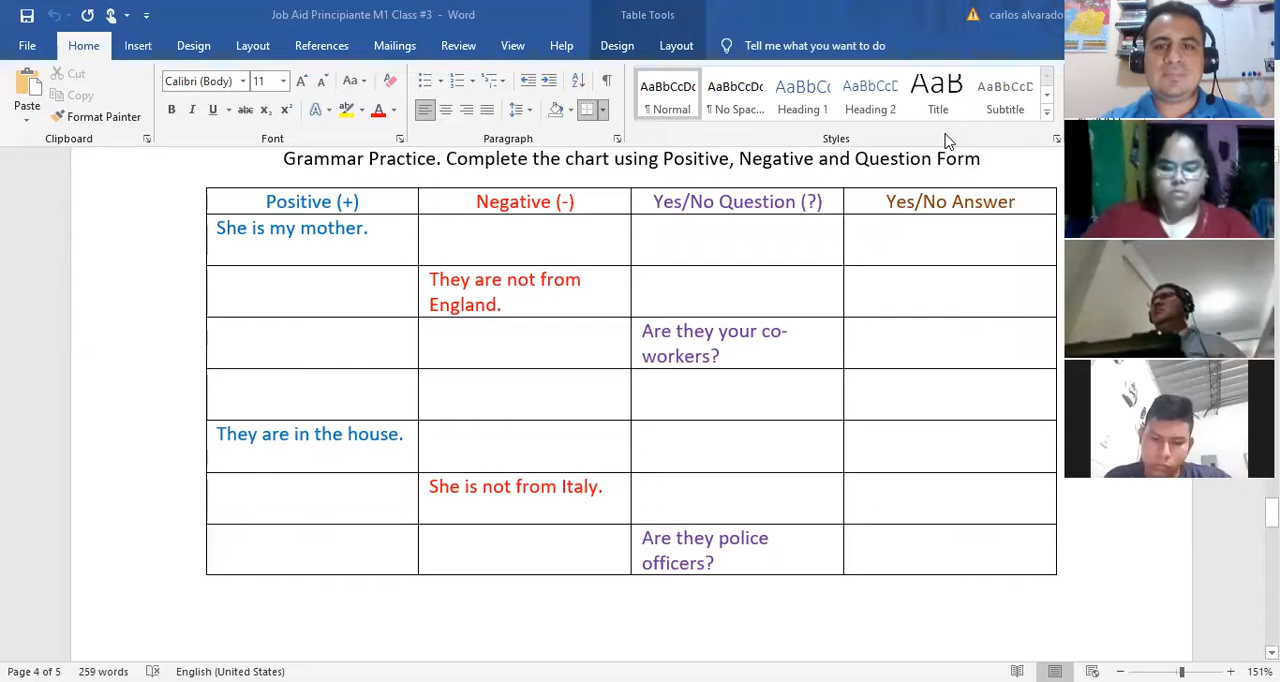 Job Aid Principiante M1 Class #3 - Word
Table Tools
carlos alvarado
File
Home
Insert
Design
Layout
References
Mailings
Review
View
Help
Design
Layout
Tell me what you want to do
Paste
Cut
Copy
Format Painter
Clipboard
Calibri (Body)
11
Font
Paragraph
AaBbCcDc
¶ Normal
AaBbCcDc
¶ No Spac...
AaBbCc
Heading 1
AaBbCcD
Heading 2
AaB
Title
AaBbCcD
Subtitle
Styles
Grammar Practice. Complete the chart using Positive, Negative and Question Form
Positive (+)
Negative (-)
Yes/No Question (?)
Yes/No Answer
She is my mother.
They are not from
England.
Are they your co-
workers?
They are in the house.
She is not from Italy.
Are they police
officers?
Page 4 of 5
259 words
English (United States)
151%